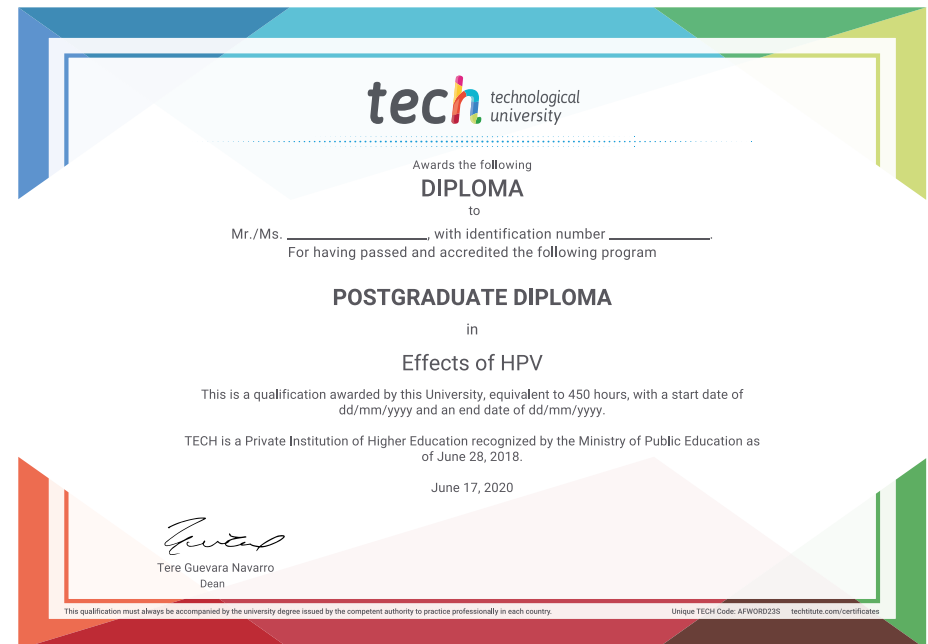 tech technological
university
Awards the following
DIPLOMA
to
Mr./Ms. ____________________, with identification number ______________.
For having passed and accredited the following program
POSTGRADUATE DIPLOMA
in
Effects of HPV
This is a qualification awarded by this University, equivalent to 450 hours, with a start date of
dd/mm/yyyy and an end date of dd/mm/yyyy.
TECH is a Private Institution of Higher Education recognized by the Ministry of Public Education as
of June 28, 2018.
June 17, 2020
Tere Guevara Navarro
Dean
This qualification must always be accompanied by the university degree issued by the competent authority to practice professionally in each country.
Unique TECH Code: AFWORD23S techtitute.com/certificates